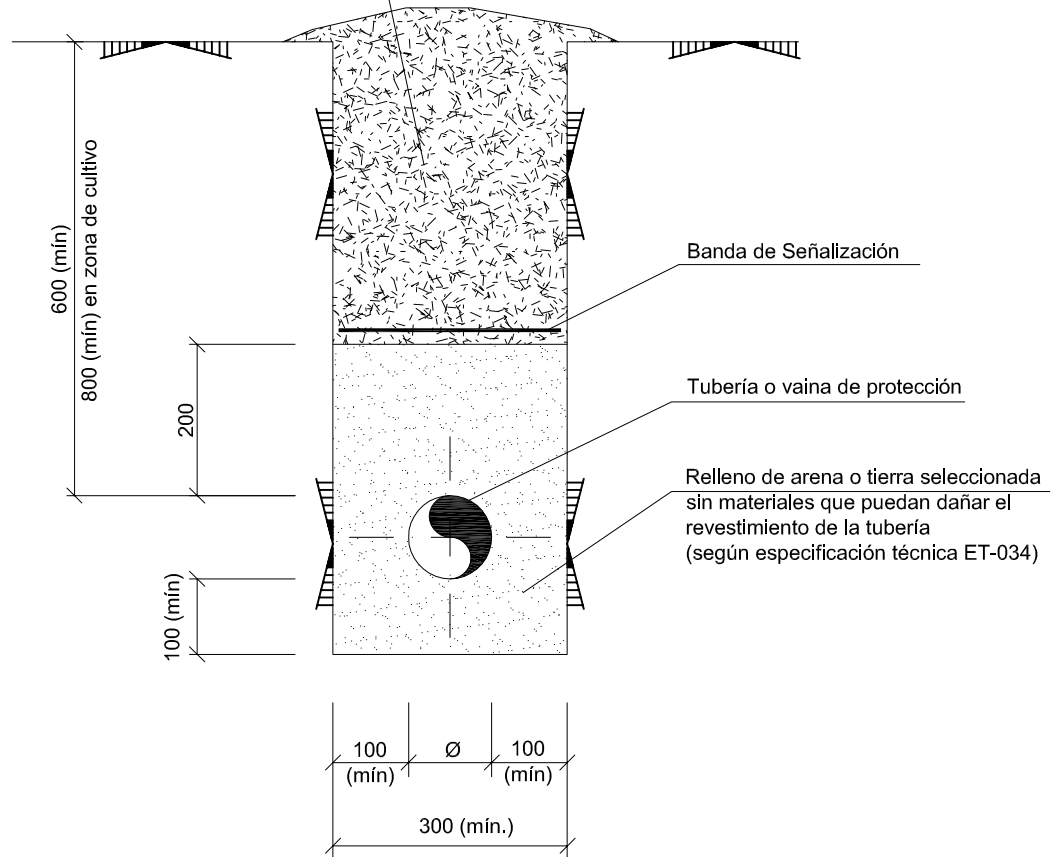 600 (mín)
800 (mín) en zona de cultivo
Banda de Señalización
200
Tubería o vaina de protección
Relleno de arena o tierra seleccionada
sin materiales que puedan dañar el
revestimiento de la tubería
(según especificación técnica ET-034)
100 (mín)
100 Ø 100
(mín) (mín)
300 (mín.)